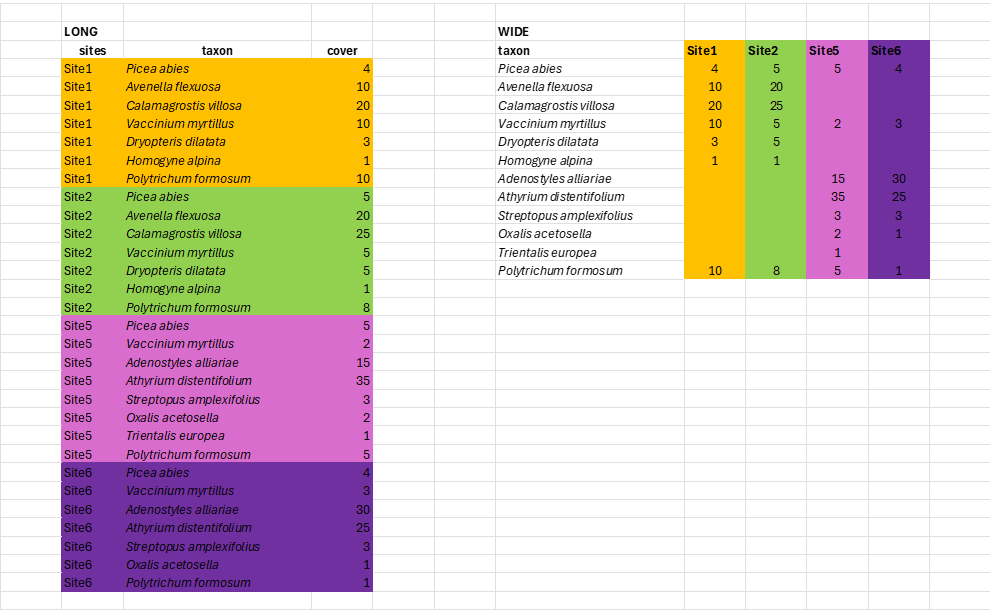 LONG
sites taxon cover
Site1 Picea abies 4
Site1 Avenella flexuosa 10
Site1 Calamagrostis villosa 20
Site1 Vaccinium myrtillus 10
Site1 Dryopteris dilatata 3
Site1 Homogyne alpina 1
Site1 Polytrichum formosum 10
Site2 Picea abies 5
Site2 Avenella flexuosa 20
Site2 Calamagrostis villosa 25
Site2 Vaccinium myrtillus 5
Site2 Dryopteris dilatata 5
Site2 Homogyne alpina 1
Site2 Polytrichum formosum 8
Site5 Picea abies 5
Site5 Vaccinium myrtillus 2
Site5 Adenostyles alliariae 15
Site5 Athyrium distentifolium 35
Site5 Streptopus amplexifolius 3
Site5 Oxalis acetosella 2
Site5 Trientalis europea 1
Site5 Polytrichum formosum 5
Site6 Picea abies 4
Site6 Vaccinium myrtillus 3
Site6 Adenostyles alliariae 30
Site6 Athyrium distentifolium 25
Site6 Streptopus amplexifolius 3
Site6 Oxalis acetosella 1
Site6 Polytrichum formosum 1
WIDE
taxon Site1 Site2 Site5 Site6
Picea abies 4 5 5 4
Avenella flexuosa 10 20
Calamagrostis villosa 20 25
Vaccinium myrtillus 10 5 2 3
Dryopteris dilatata 3 5
Homogyne alpina 1 1
Adenostyles alliariae 15 30
Athyrium distentifolium 35 25
Streptopus amplexifolius 3 3
Oxalis acetosella 2 1
Trientalis europea 1
Polytrichum formosum 10 8 5 1